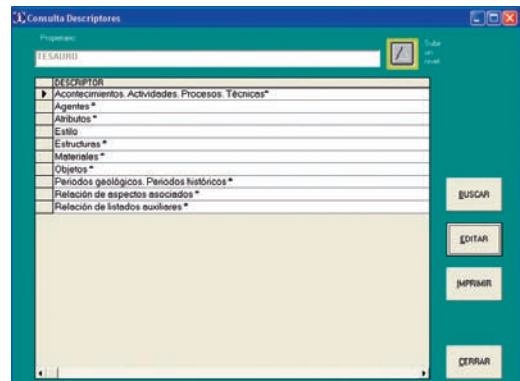 Consulta Descriptores
Propietario:
TESAURO
Sube
un
nivel
DESCRIPTOR
Acontecimientos. Actividades. Procesos. Técnicas*
Agentes *
Atributos *
Estilo
Estructuras *
Materiales *
Objetos *
Periodos geológicos. Periodos históricos *
Relación de aspectos asociados *
Relación de listados auxiliares *
BUSCAR
EDITAR
IMPRIMIR
CERRAR